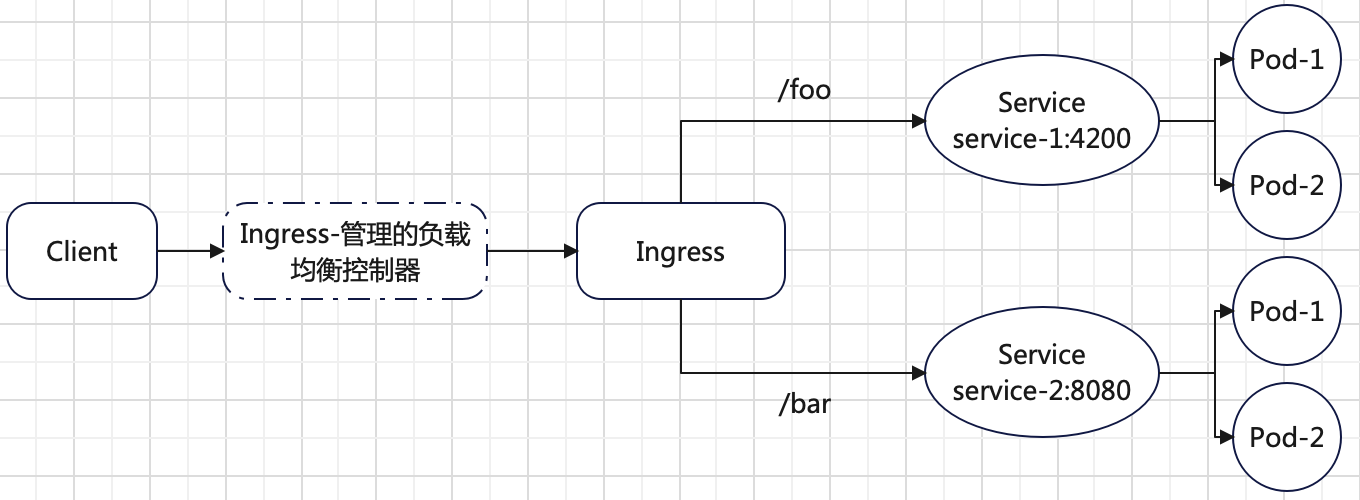 Client
Ingress-管理的负载
均衡控制器
Ingress
/foo
Service
service-1:4200
Pod-1
Pod-2
/bar
Service
service-2:8080
Pod-1
Pod-2